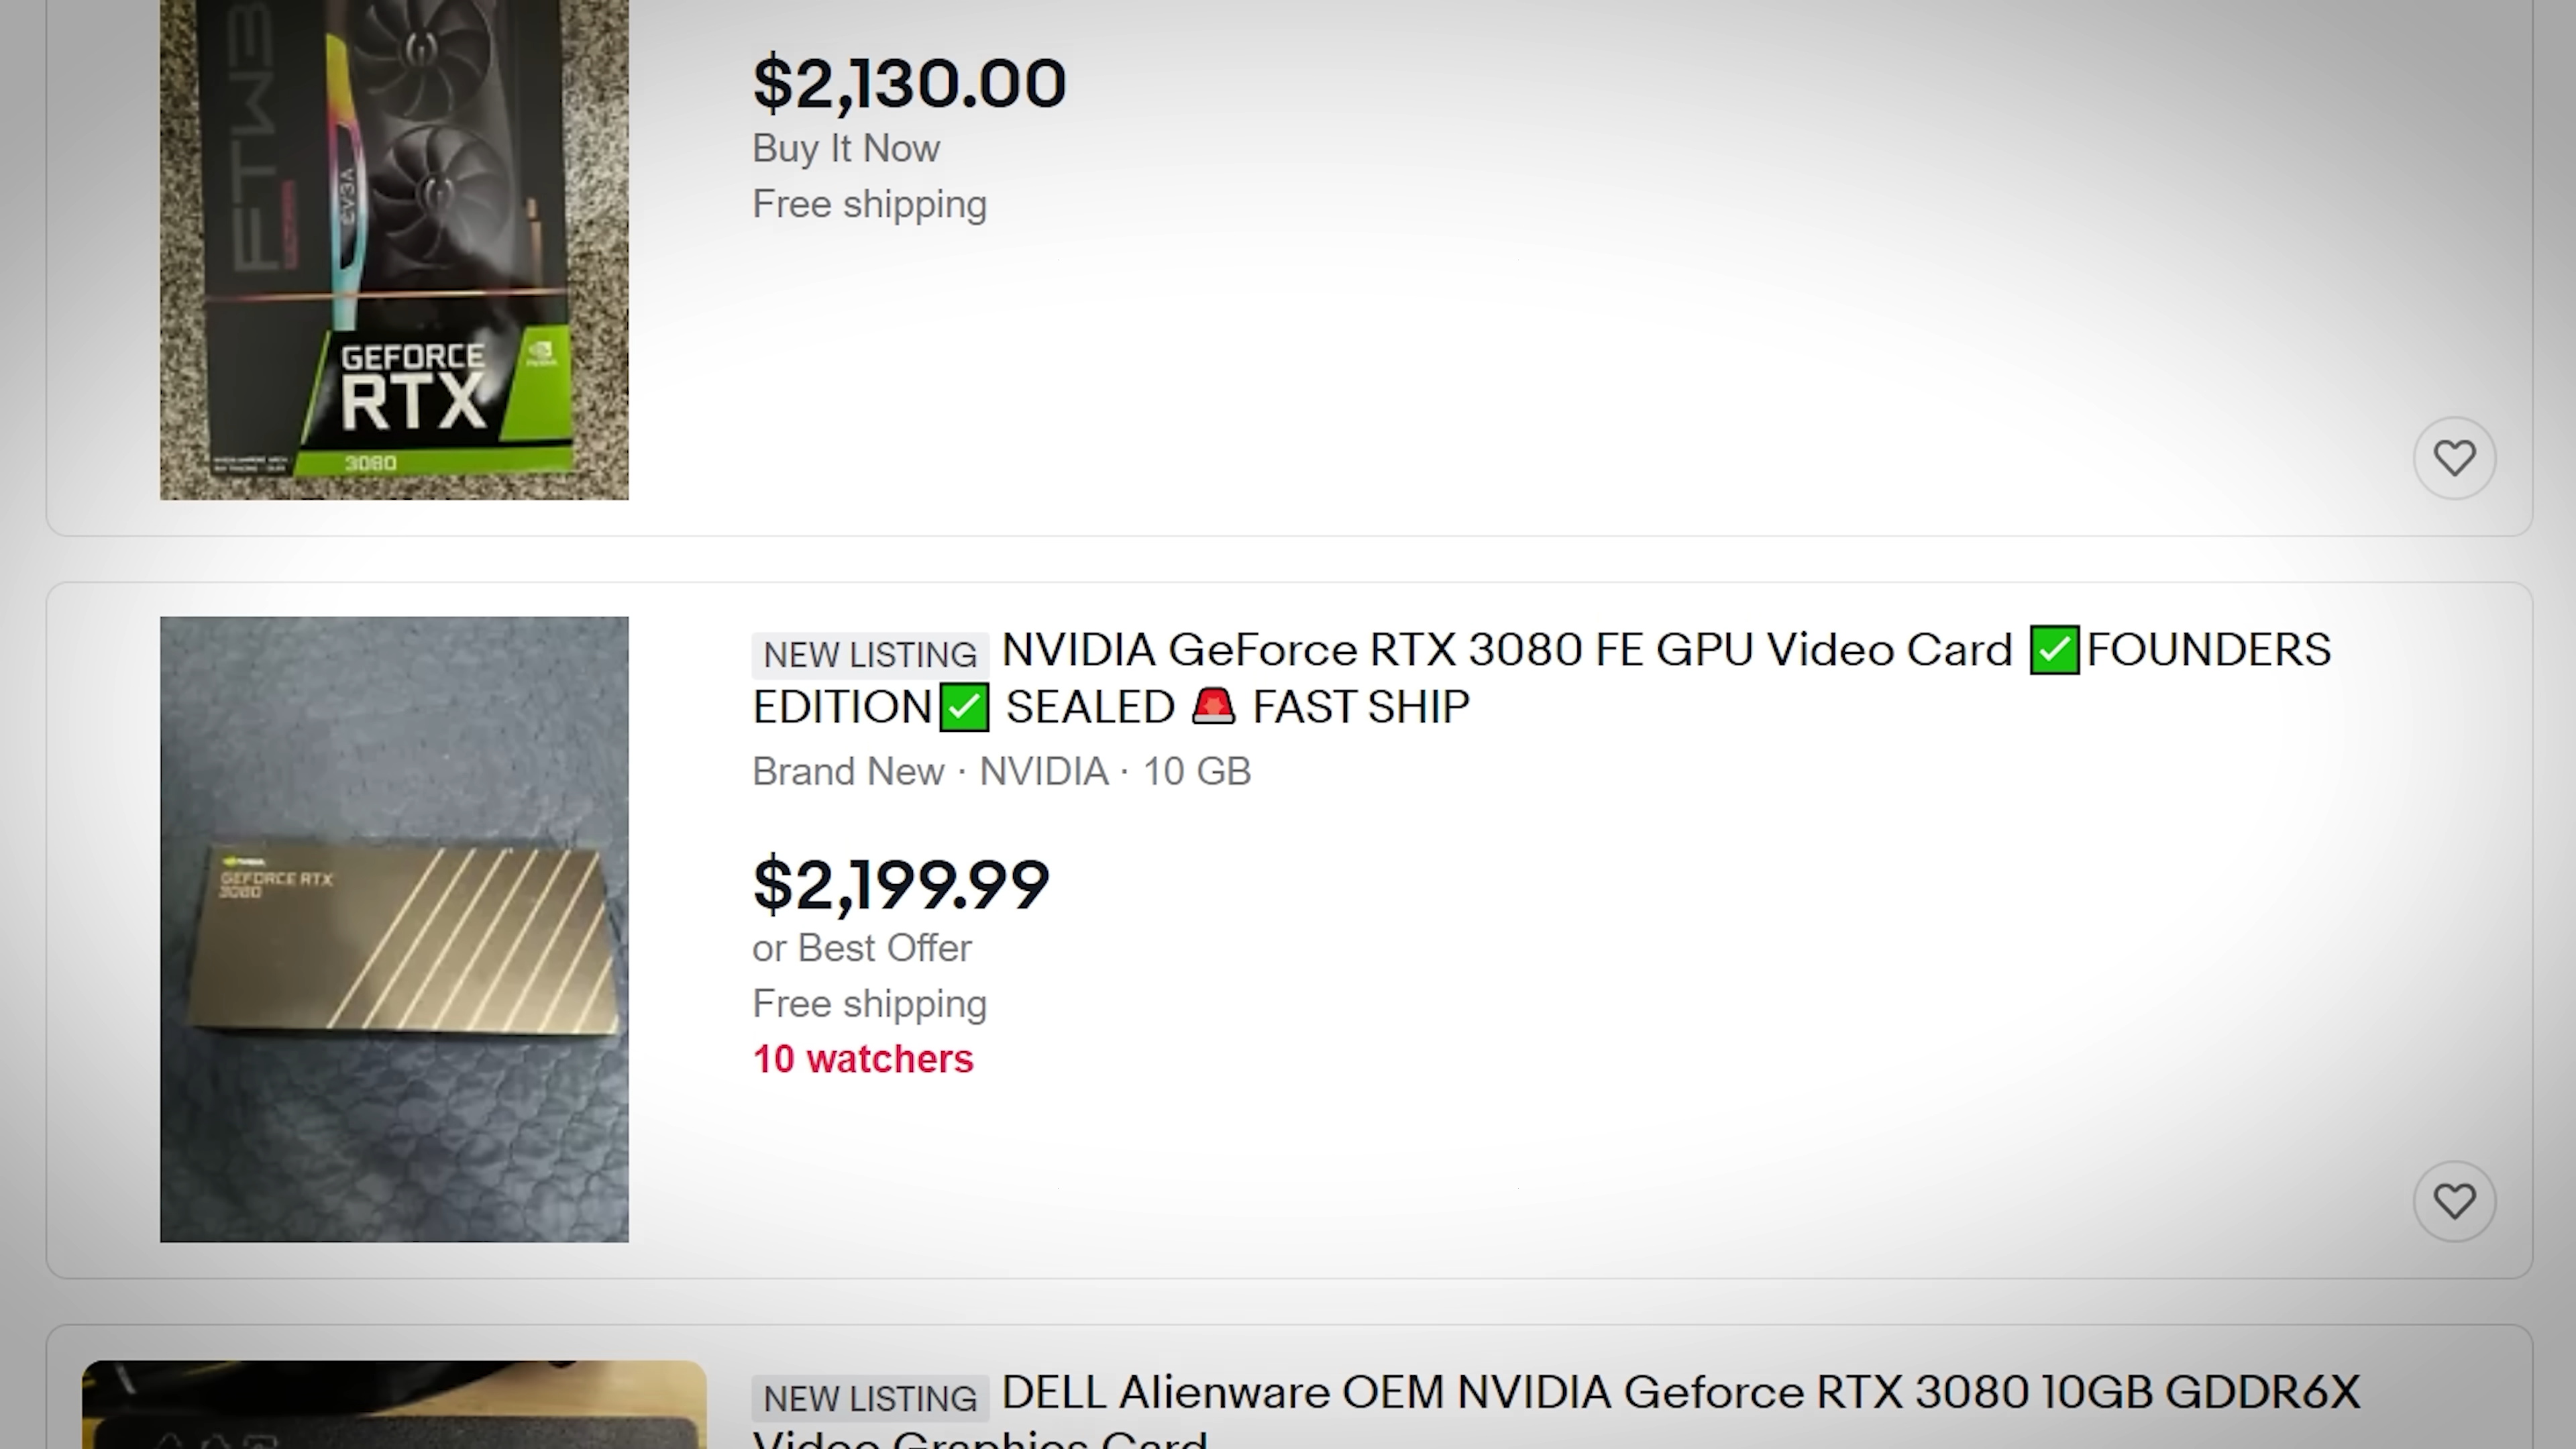 FTW3
EVGA
$2,130.00
Buy It Now
Free shipping
GEFORCE
RTX
3080
NEW LISTING NVIDIA GeForce RTX 3080 FE GPU Video Card ✅FOUNDERS
EDITION✅ SEALED 🚨 FAST SHIP
Brand New · NVIDIA · 10 GB
GEFORCE RTX
3080
$2,199.99
or Best Offer
Free shipping
10 watchers
NEW LISTING DELL Alienware OEM NVIDIA Geforce RTX 3080 10GB GDDR6X
Video Graphics Card